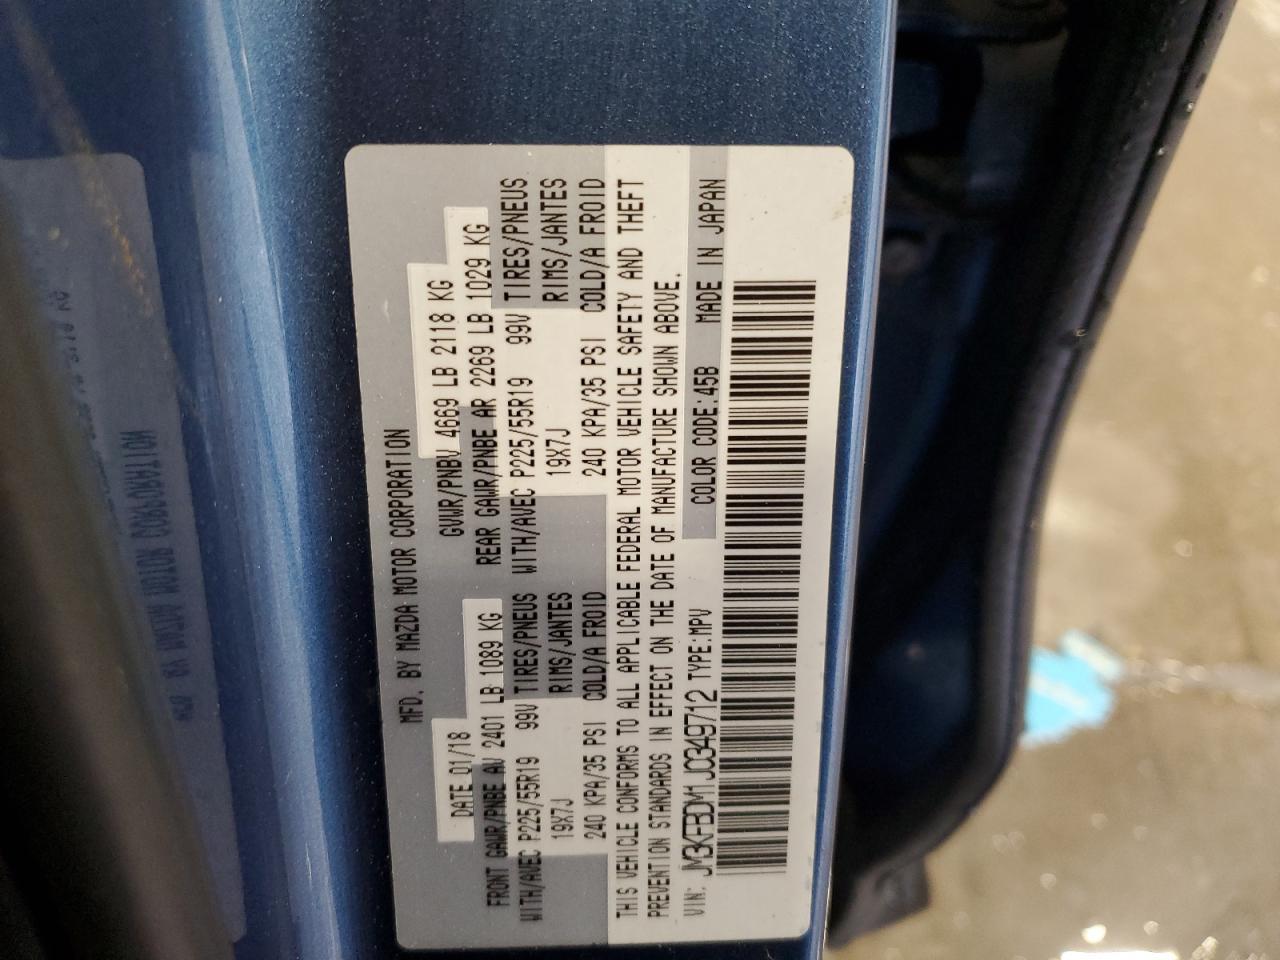 MFD. BY MAZDA MOTOR CORPORATION
DATE 01/18
GVWR/PNBV 4669 LB 2118 KG
FRONT GAWR/PNBE AV 2401 LB 1089 KG
REAR GAWR/PNBE AR 2269 LB 1029 KG
WITH/AVEC P225/55R19 99V TIRES/PNEUS
WITH/AVEC P225/55R19 99V TIRES/PNEUS
19X7J RIMS/JANTES
19X7J RIMS/JANTES
240 KPA/35 PSI COLD/A FROID
240 KPA/35 PSI COLD/A FROID
THIS VEHICLE CONFORMS TO ALL APPLICABLE FEDERAL MOTOR VEHICLE SAFETY AND THEFT
PREVENTION STANDARDS IN EFFECT ON THE DATE OF MANUFACTURE SHOWN ABOVE.
VIN: JM3KFBDM1J0349712 TYPE:MPV COLOR CODE:45B MADE IN JAPAN